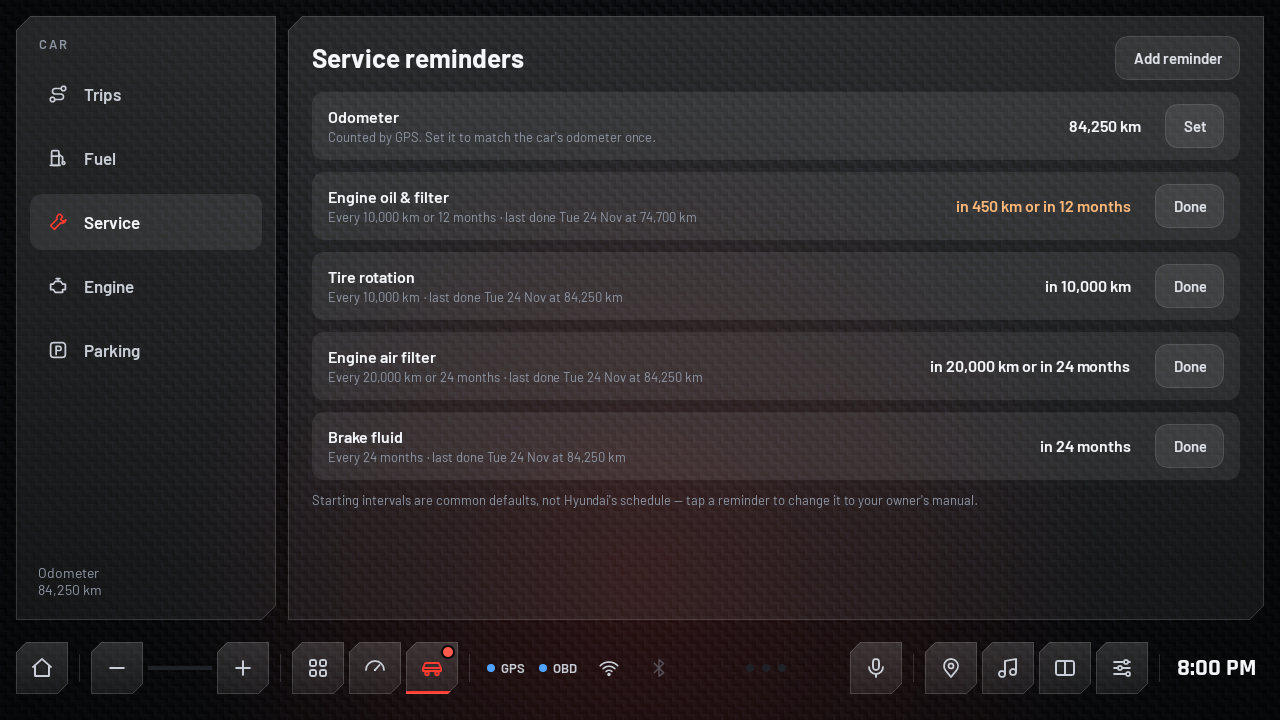 CAR
Trips
Fuel
Service
Engine
Parking
Odometer
84,250 km
Service reminders
Add reminder
Odometer
Counted by GPS. Set it to match the car's odometer once.
84,250 km
Set
Engine oil & filter
Every 10,000 km or 12 months · last done Tue 24 Nov at 74,700 km
in 450 km or in 12 months
Done
Tire rotation
Every 10,000 km · last done Tue 24 Nov at 84,250 km
in 10,000 km
Done
Engine air filter
Every 20,000 km or 24 months · last done Tue 24 Nov at 84,250 km
in 20,000 km or in 24 months
Done
Brake fluid
Every 24 months · last done Tue 24 Nov at 84,250 km
in 24 months
Done
Starting intervals are common defaults, not Hyundai's schedule — tap a reminder to change it to your owner's manual.
GPS
OBD
8:00 PM